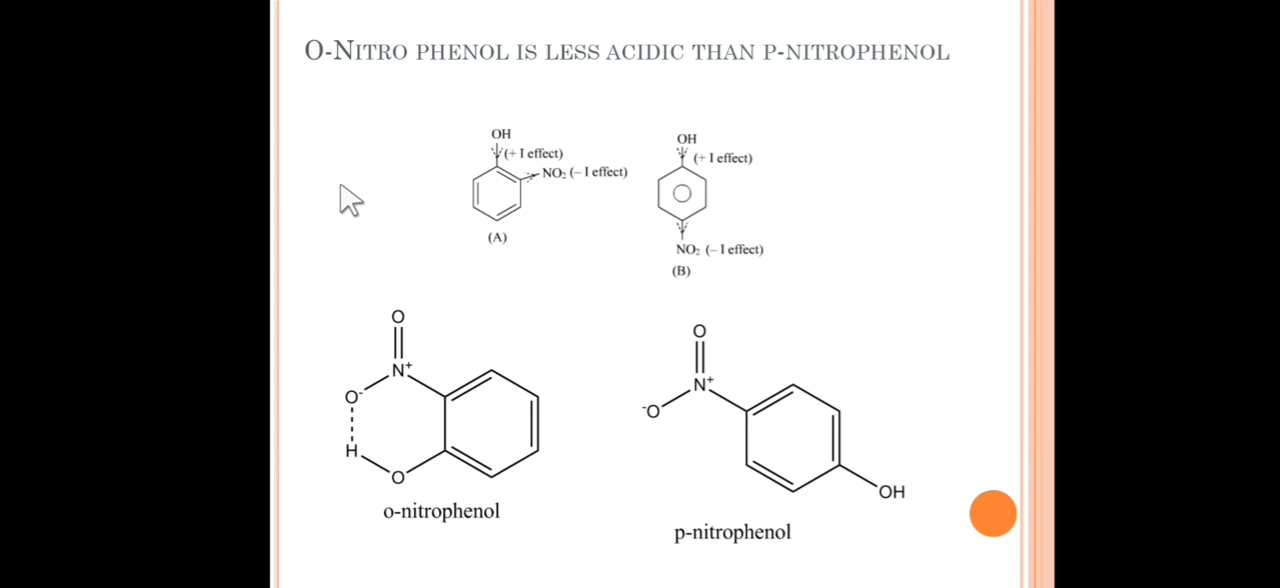 O-NITRO PHENOL IS LESS ACIDIC THAN P-NITROPHENOL
OH
(+ I effect)
NO₂ (– I effect)
(A)
OH
(+ I effect)
NO₂ (– I effect)
(B)
O
N⁺
O⁻
H
O
o-nitrophenol
O
N⁺
⁻O
OH
p-nitrophenol